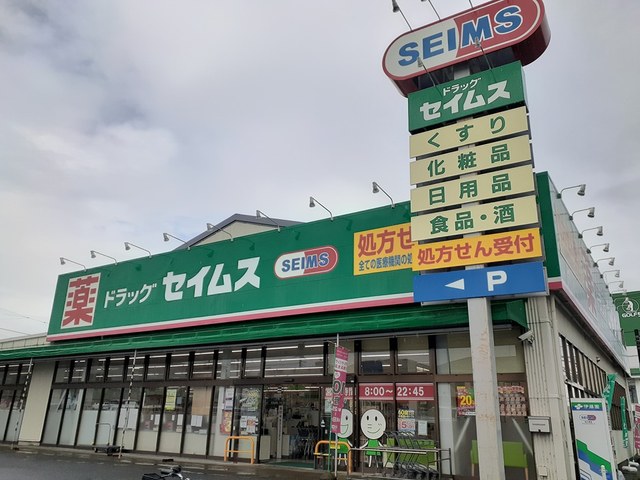 SEIMS
ドラッグ
セイムス
くすり
化粧品
日用品
食品・酒
処方せん受付
P
薬
ドラッグ セイムス
SEIMS
処方せ
全ての医療機関の処
8:00〜22:45